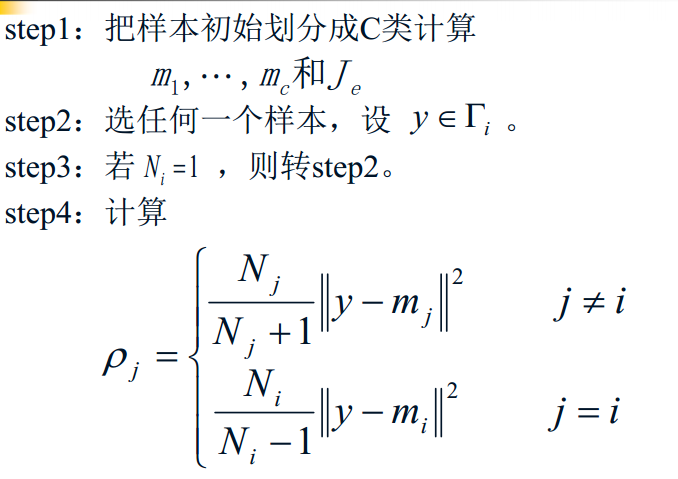 step1：把样本初始划分成C类计算
m₁,⋯,m_c和J_e
step2：选任何一个样本，设 y∈Γ_i 。
step3：若 N_i=1 ，则转step2。
step4：计算
ρ_j = { N_j/(N_j+1) ‖y−m_j‖² j≠i
N_i/(N_i−1) ‖y−m_i‖² j=i